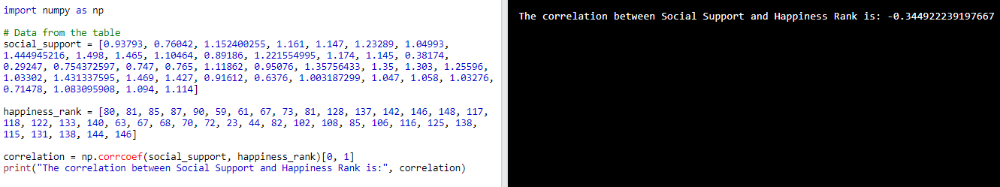 import numpy as np
# Data from the table
social_support = [0.93793, 0.76042, 1.152400255, 1.161, 1.147, 1.23289, 1.04993,
1.444945216, 1.498, 1.465, 1.10464, 0.89186, 1.221554995, 1.174, 1.145, 0.38174,
0.29247, 0.754372597, 0.747, 0.765, 1.11862, 0.95076, 1.35756433, 1.35, 1.303, 1.25596,
1.03302, 1.431337595, 1.469, 1.427, 0.91612, 0.6376, 1.003187299, 1.047, 1.058, 1.03276,
0.71478, 1.083095908, 1.094, 1.114]
happiness_rank = [80, 81, 85, 87, 90, 59, 61, 67, 73, 81, 128, 137, 142, 146, 148, 117,
118, 122, 133, 140, 63, 67, 68, 70, 72, 23, 44, 82, 102, 108, 85, 106, 116, 125, 138,
115, 131, 138, 144, 146]
correlation = np.corrcoef(social_support, happiness_rank)[0, 1]
print("The correlation between Social Support and Happiness Rank is:", correlation)
The correlation between Social Support and Happiness Rank is: -0.344922239197667